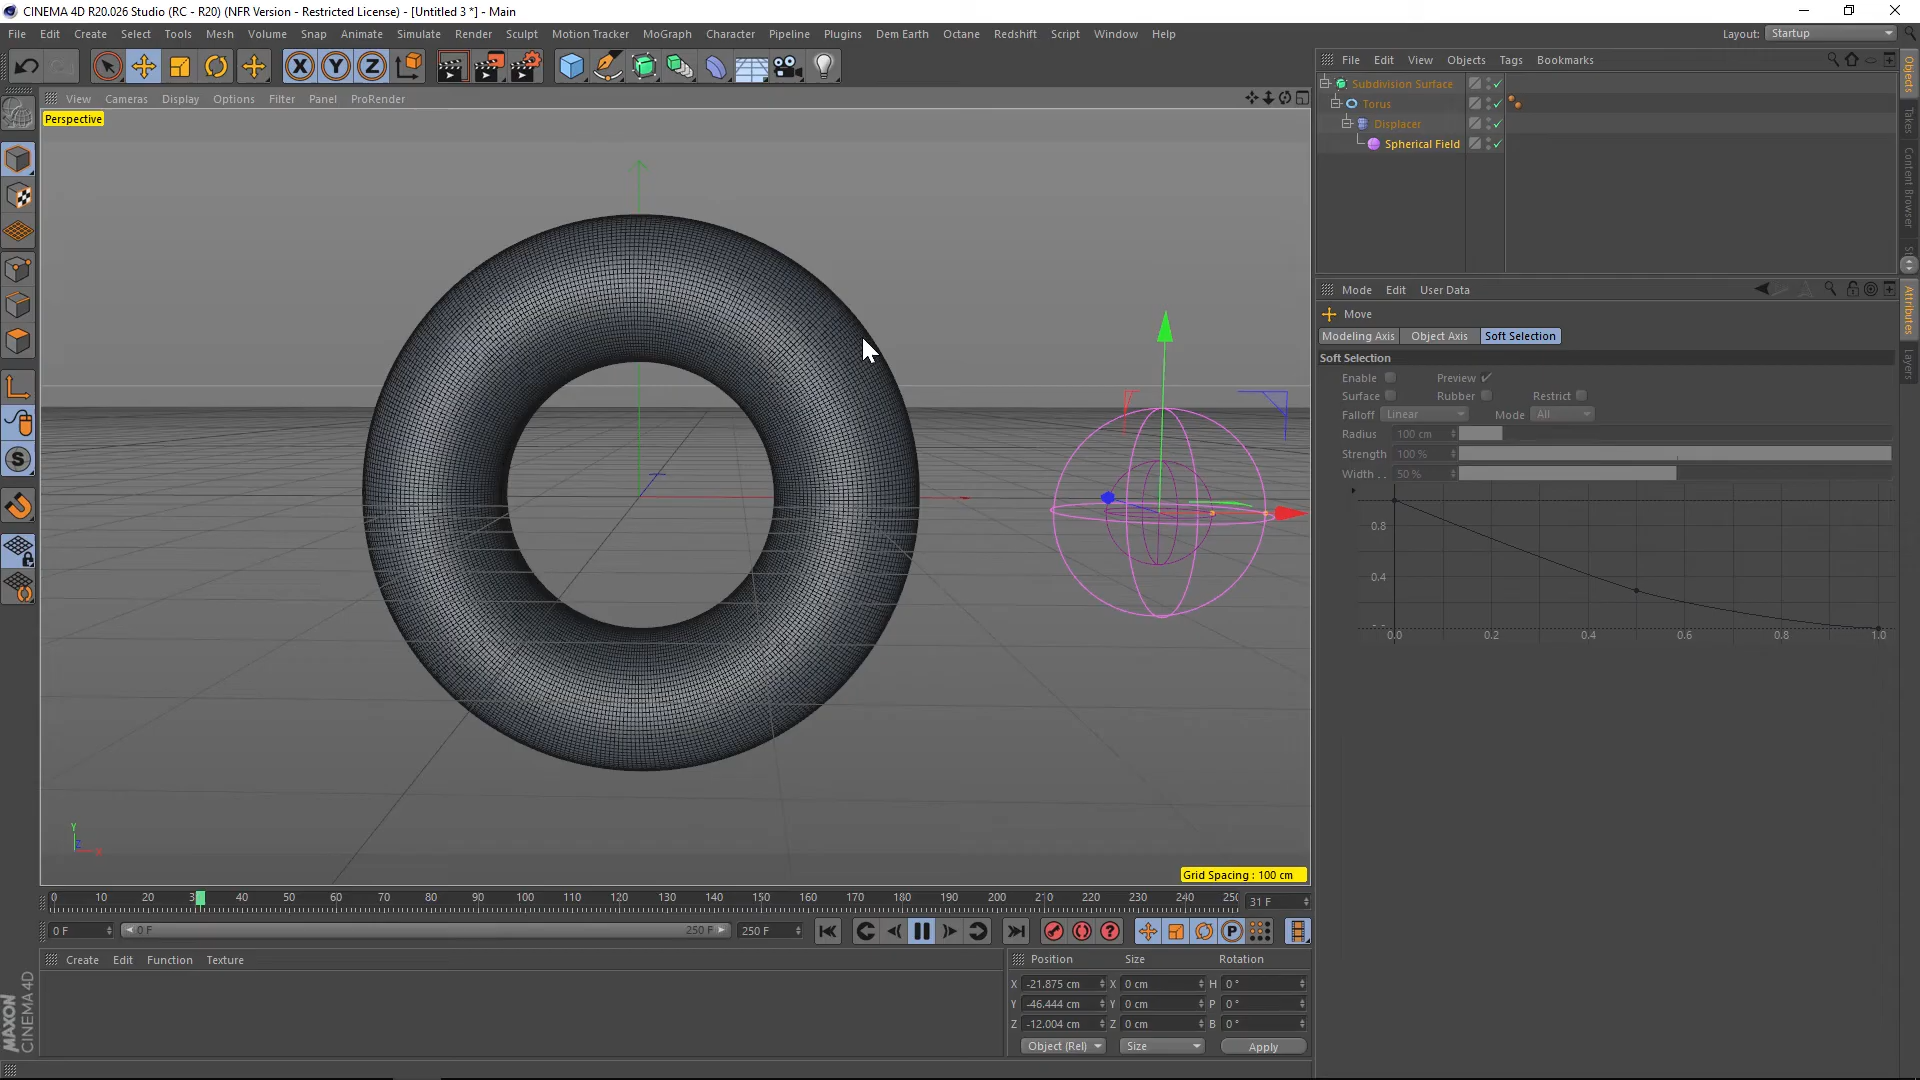 CINEMA 4D R20.026 Studio (RC - R20) (NFR Version - Restricted License) - [Untitled 3 *] - Main
File Edit Create Select Tools Mesh Volume Snap Animate Simulate Render Sculpt Motion Tracker MoGraph Character Pipeline Plugins Dem Earth Octane Redshift Script Window Help
Layout: Startup
X Y Z
File Edit View Objects Tags Bookmarks
Subdivision Surface
Torus
Displacer
Spherical Field
Objects
Takes
Content Browser
View Cameras Display Options Filter Panel ProRender
Perspective
Mode Edit User Data
Move
Modeling Axis Object Axis Soft Selection
Soft Selection
Enable Preview
Surface Rubber Restrict
Falloff Linear Mode All
Radius 100 cm
Strength 100 %
Width . . 50 %
0.8
0.4
0.0 0.2 0.4 0.6 0.8 1.0
Attributes
Layers
S
Y
Z
X
Grid Spacing : 100 cm
0 10 20 3 40 50 60 70 80 90 100 110 120 130 140 150 160 170 180 190 200 210 220 230 240 250
31 F
0 F
0 F
250 F
250 F
P
Create Edit Function Texture
Position Size Rotation
X -21.875 cm X 0 cm H 0 °
Y -46.444 cm Y 0 cm P 0 °
Z -12.004 cm Z 0 cm B 0 °
Object (Rel) Size Apply
MAXON
CINEMA 4D